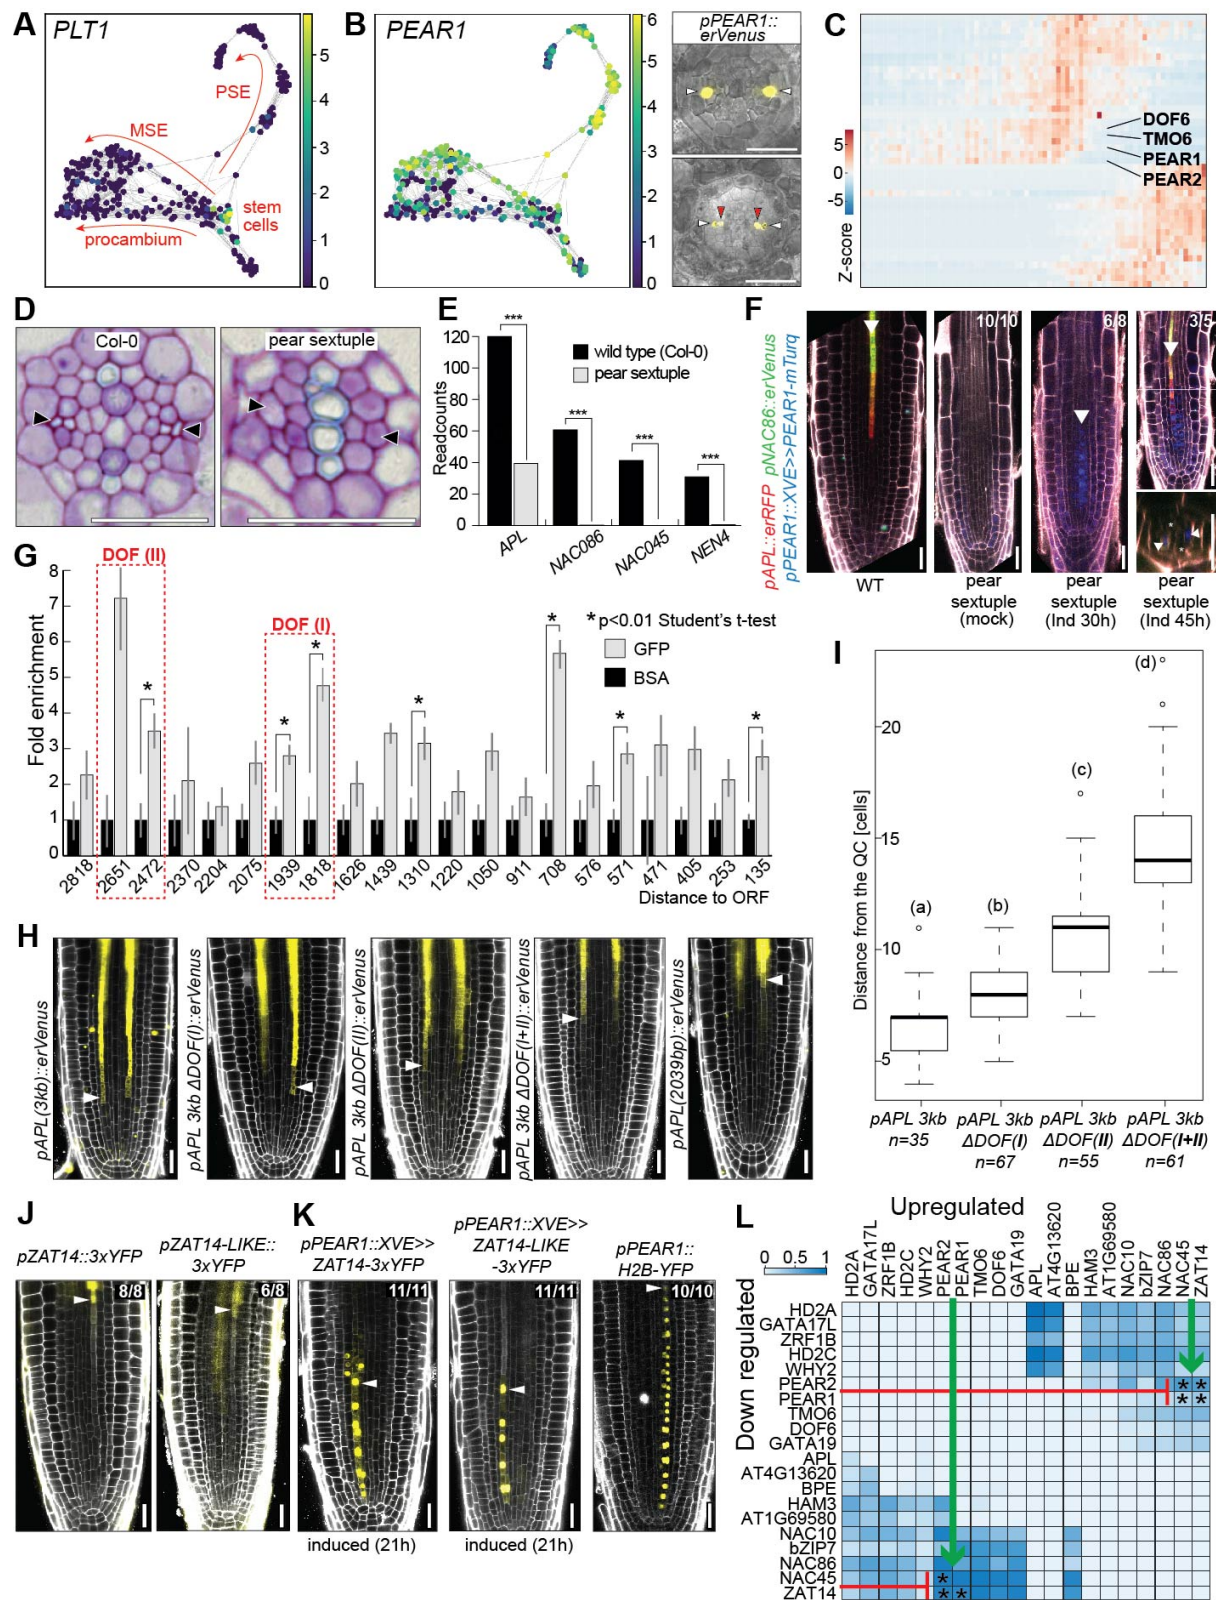 A
PLT1
PSE
MSE
stem
cells
procambium
5
4
3
2
1
0
B
PEAR1
6
5
4
3
2
1
0
pPEAR1::
erVenus
C
DOF6
TMO6
PEAR1
PEAR2
Z-score
5
0
-5
D
Col-0
pear sextuple
E
***
***
***
***
wild type (Col-0)
pear sextuple
Readcounts
120
100
80
60
40
20
0
APL
NAC086
NAC045
NEN4
F
pAPL::erRFP pNAC86::erVenus
pPEAR1::XVE>>PEAR1-mTurq
10/10
6/8
3/5
*
*
WT
pear
sextuple
(mock)
pear
sextuple
(Ind 30h)
pear
sextuple
(Ind 45h)
G
DOF (II)
DOF (I)
* p<0.01 Student's t-test
GFP
BSA
Fold enrichment
8
7
6
5
4
3
2
1
0
*
*
*
*
*
*
*
2818
2651
2472
2370
2204
2075
1939
1818
1626
1439
1310
1220
1050
911
708
576
571
471
405
253
135
Distance to ORF
H
pAPL(3kb)::erVenus
pAPL 3kb ΔDOF(I)::erVenus
pAPL 3kb ΔDOF(II)::erVenus
pAPL 3kb ΔDOF(I+II)::erVenus
pAPL(2039bp)::erVenus
I
Distance from the QC [cells]
20
15
10
5
(a)
(b)
(c)
(d)
pAPL 3kb
n=35
pAPL 3kb
ΔDOF(I)
n=67
pAPL 3kb
ΔDOF(II)
n=55
pAPL 3kb
ΔDOF(I+II)
n=61
J
pZAT14::3xYFP
8/8
pZAT14-LIKE::
3xYFP
6/8
K
pPEAR1::XVE>>
ZAT14-3xYFP
11/11
induced (21h)
pPEAR1::XVE>>
ZAT14-LIKE
-3xYFP
11/11
induced (21h)
pPEAR1::
H2B-YFP
10/10
L
Upregulated
0 0.5 1
HD2A
GATA17L
ZRF1B
HD2C
WHY2
PEAR2
PEAR1
TMO6
DOF6
GATA19
APL
AT4G13620
BPE
HAM3
AT1G69580
NAC10
bZIP7
NAC86
NAC45
ZAT14
Down regulated
HD2A
GATA17L
ZRF1B
HD2C
WHY2
PEAR2 * *
PEAR1 * *
TMO6
DOF6
GATA19
APL
AT4G13620
BPE
HAM3
AT1G69580
NAC10
bZIP7
NAC86
NAC45 *
ZAT14 * *